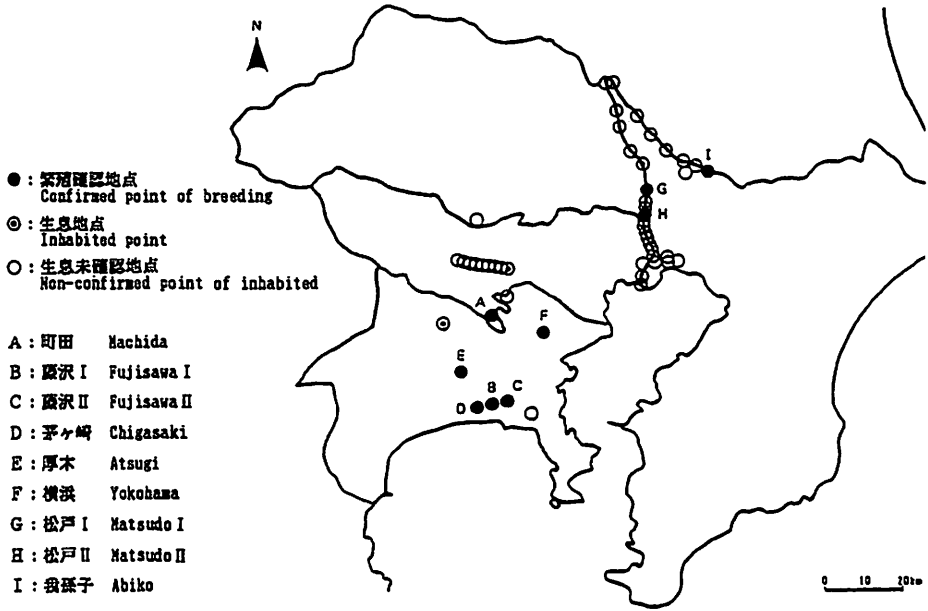 N
●：繁殖確認地点
Confirmed point of breeding
◉：生息地点
Inhabited point
○：生息未確認地点
Non-confirmed point of inhabited
A：町田 Machida
B：藤沢I Fujisawa I
C：藤沢II Fujisawa II
D：茅ヶ崎 Chigasaki
E：厚木 Atsugi
F：横浜 Yokohama
G：松戸I Matsudo I
H：松戸II Matsudo II
I：我孫子 Abiko
I
G
H
A
F
E
B
C
D
0 10 20km